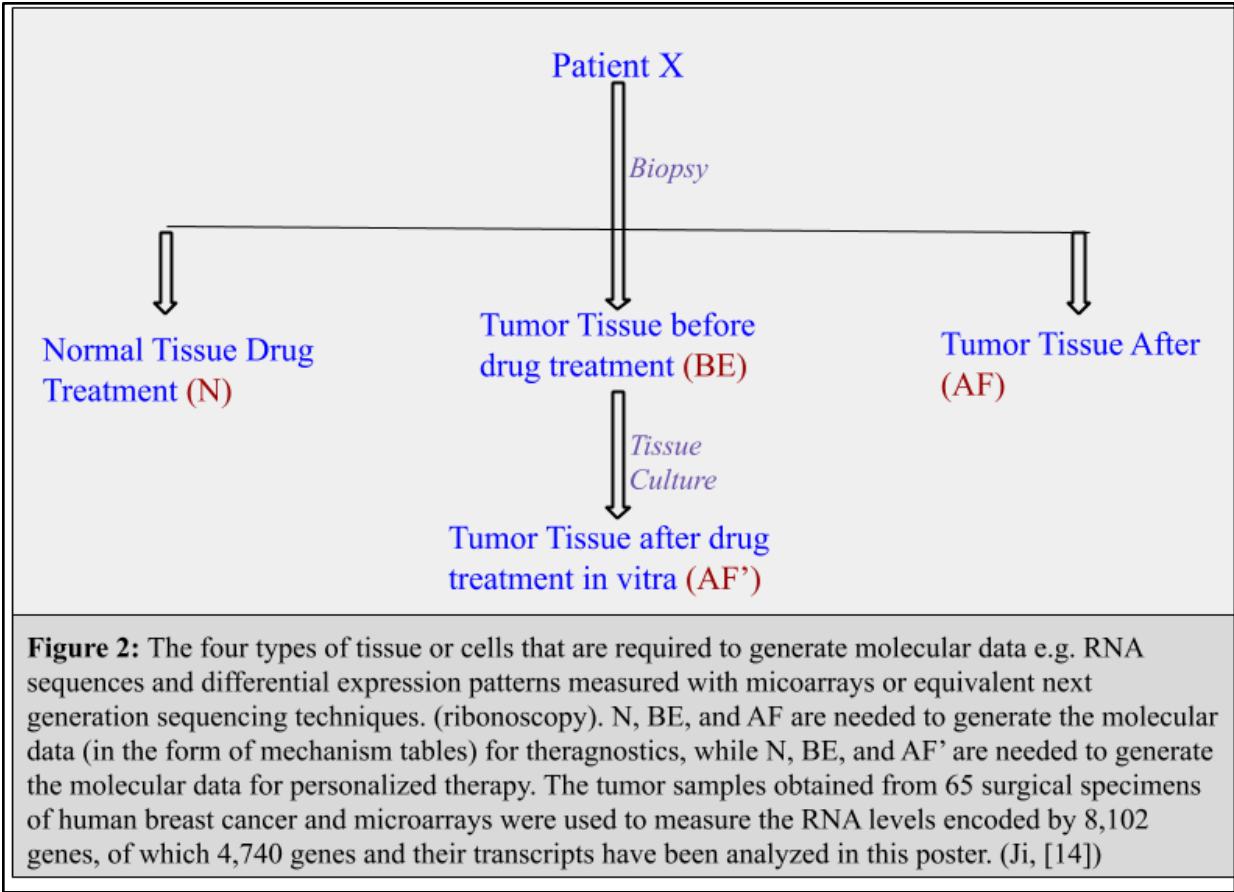 Patient X
Biopsy
Normal Tissue Drug
Treatment (N)
Tumor Tissue before
drug treatment (BE)
Tumor Tissue After
(AF)
Tissue
Culture
Tumor Tissue after drug
treatment in vitra (AF’)
Figure 2: The four types of tissue or cells that are required to generate molecular data e.g. RNA
sequences and differential expression patterns measured with micoarrays or equivalent next
generation sequencing techniques. (ribonoscopy). N, BE, and AF are needed to generate the molecular
data (in the form of mechanism tables) for theragnostics, while N, BE, and AF’ are needed to generate
the molecular data for personalized therapy. The tumor samples obtained from 65 surgical specimens
of human breast cancer and microarrays were used to measure the RNA levels encoded by 8,102
genes, of which 4,740 genes and their transcripts have been analyzed in this poster. (Ji, [14])